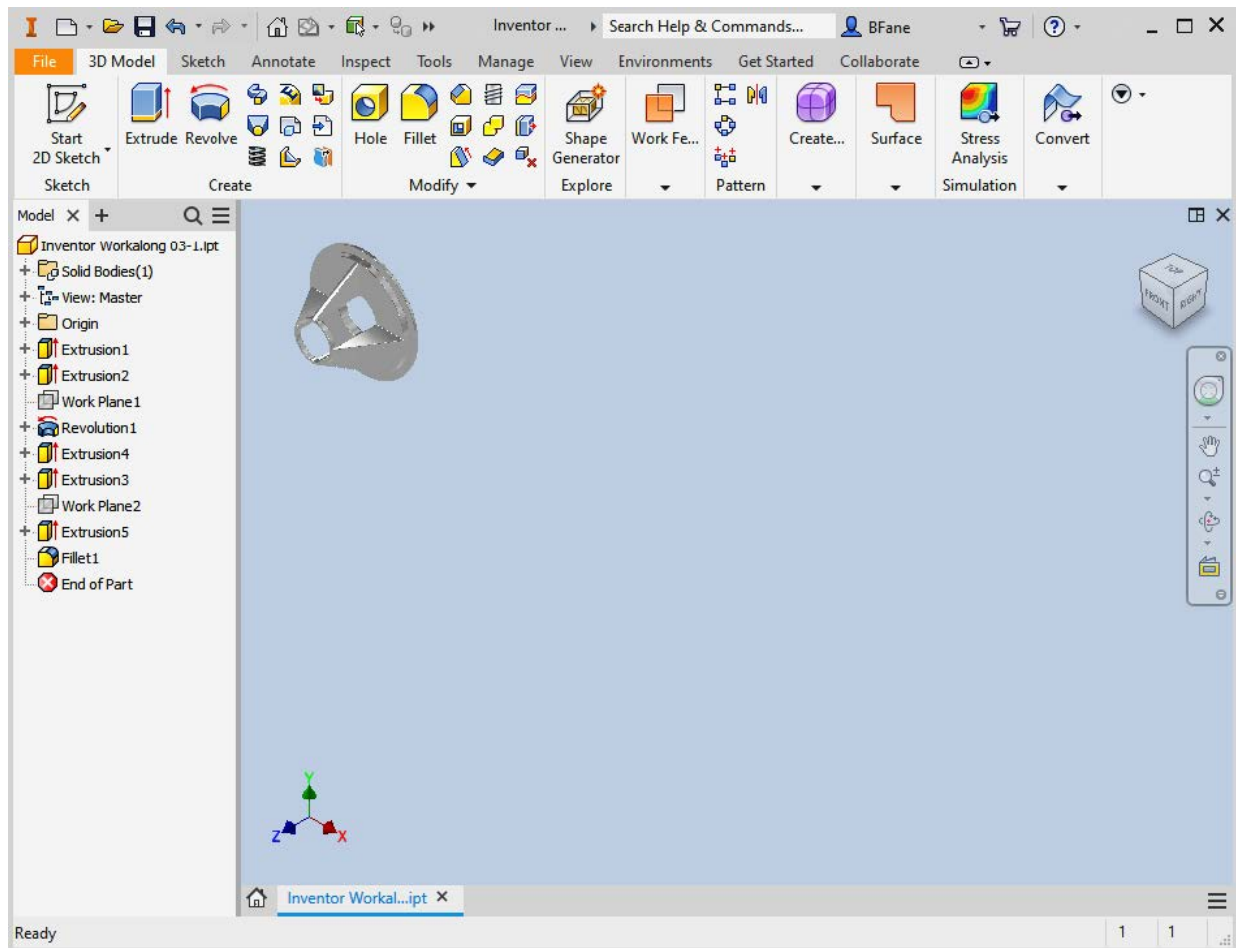 Inventor ... Search Help & Commands... BFane
File 3D Model Sketch Annotate Inspect Tools Manage View Environments Get Started Collaborate
Start 2D Sketch
Extrude Revolve
Hole Fillet
Shape Generator
Work Fe...
Create...
Surface
Stress Analysis
Convert
Sketch Create Modify Explore Pattern Simulation
Model
Inventor Workalong 03-1.ipt
Solid Bodies(1)
View: Master
Origin
Extrusion1
Extrusion2
Work Plane1
Revolution1
Extrusion4
Extrusion3
Work Plane2
Extrusion5
Fillet1
End of Part
TOP
FRONT RIGHT
Y
Z X
Inventor Workal...ipt
Ready 1 1